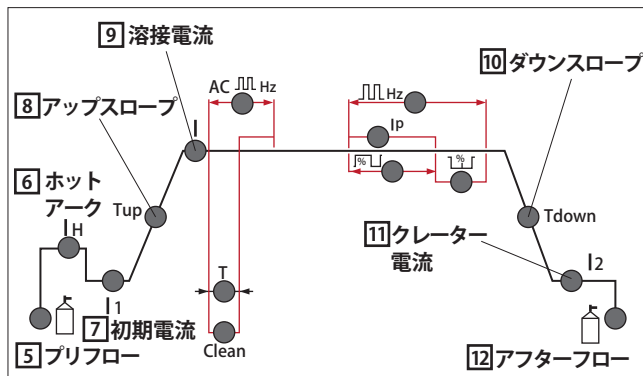 9 溶接電流
AC Hz
Hz
10 ダウンスロープ
8 アップスロープ
I
Ip
%
%
6 ホット
アーク
Tup
Tdown
IH
11 クレーター
電流
T
I2
I1
7 初期電流
Clean
5 プリフロー
12 アフターフロー